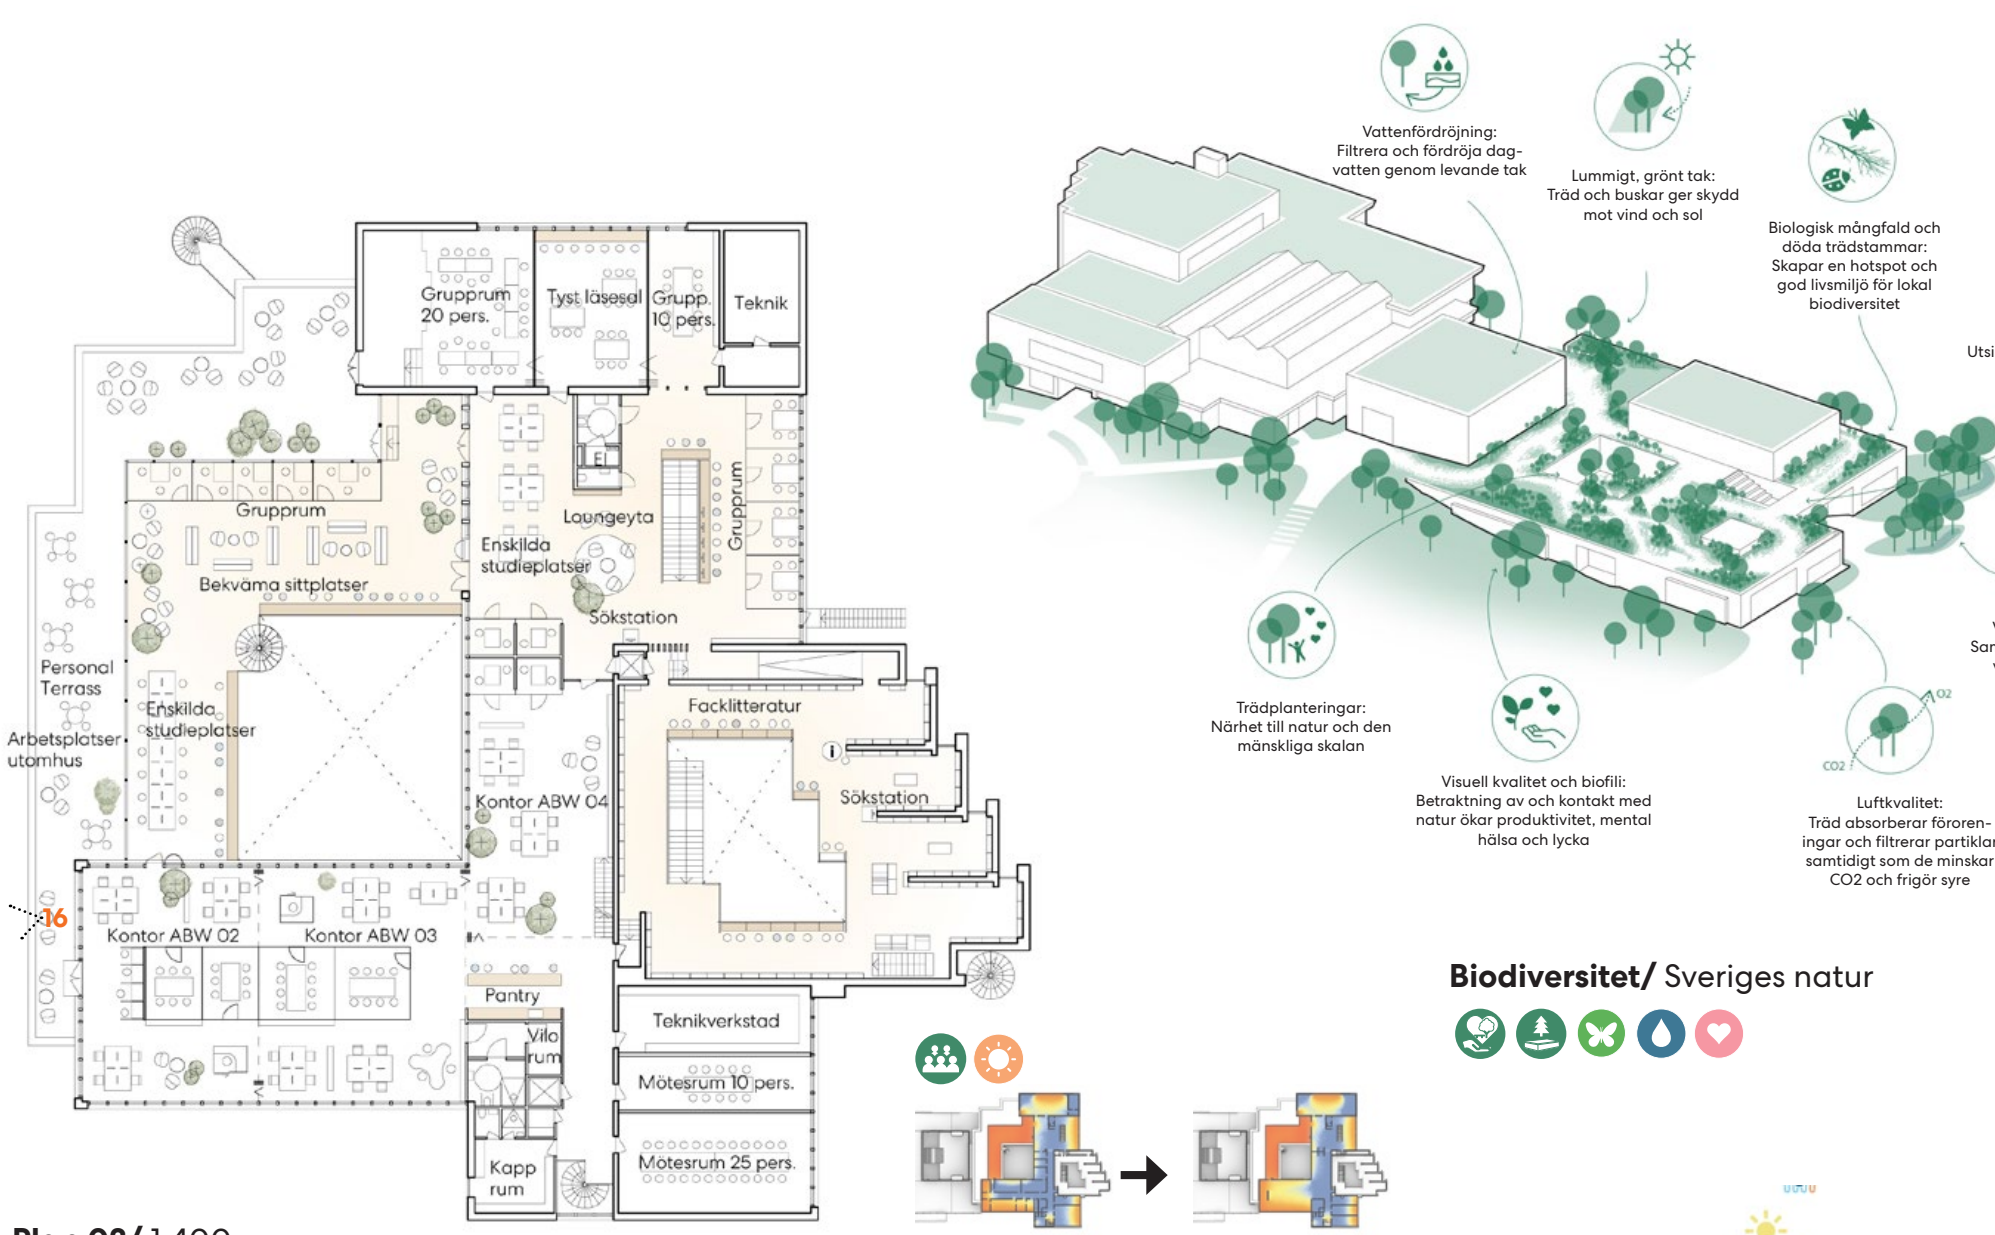 Grupprum
20 pers.
Tyst läsesal
Grupp.
10 pers.
Teknik
El
Grupprum
Grupprum
Loungeyta
Enskilda
studieplatser
Bekväma sittplatser
Sökstation
Personal
Terrass
Enskilda
studieplatser
Arbetsplatser
utomhus
Facklitteratur
i
Sökstation
Kontor ABW 04
16
Kontor ABW 02
Kontor ABW 03
Pantry
Vilo
rum
Teknikverkstad
Mötesrum 10 pers.
Mötesrum 25 pers.
Kapp
rum
Vattenfördröjning:
Filtrera och fördröja dag-
vatten genom levande tak
Lummigt, grönt tak:
Träd och buskar ger skydd
mot vind och sol
Biologisk mångfald och
döda trädstammar:
Skapar en hotspot och
god livsmiljö för lokal
biodiversitet
Utsi
Trädplanteringar:
Närhet till natur och den
mänskliga skalan
Visuell kvalitet och biofili:
Betraktning av och kontakt med
natur ökar produktivitet, mental
hälsa och lycka
O2
CO2
Luftkvalitet:
Träd absorberar föroren-
ingar och filtrerar partiklar
samtidigt som de minskar
CO2 och frigör syre
Biodiversitet/ Sveriges natur